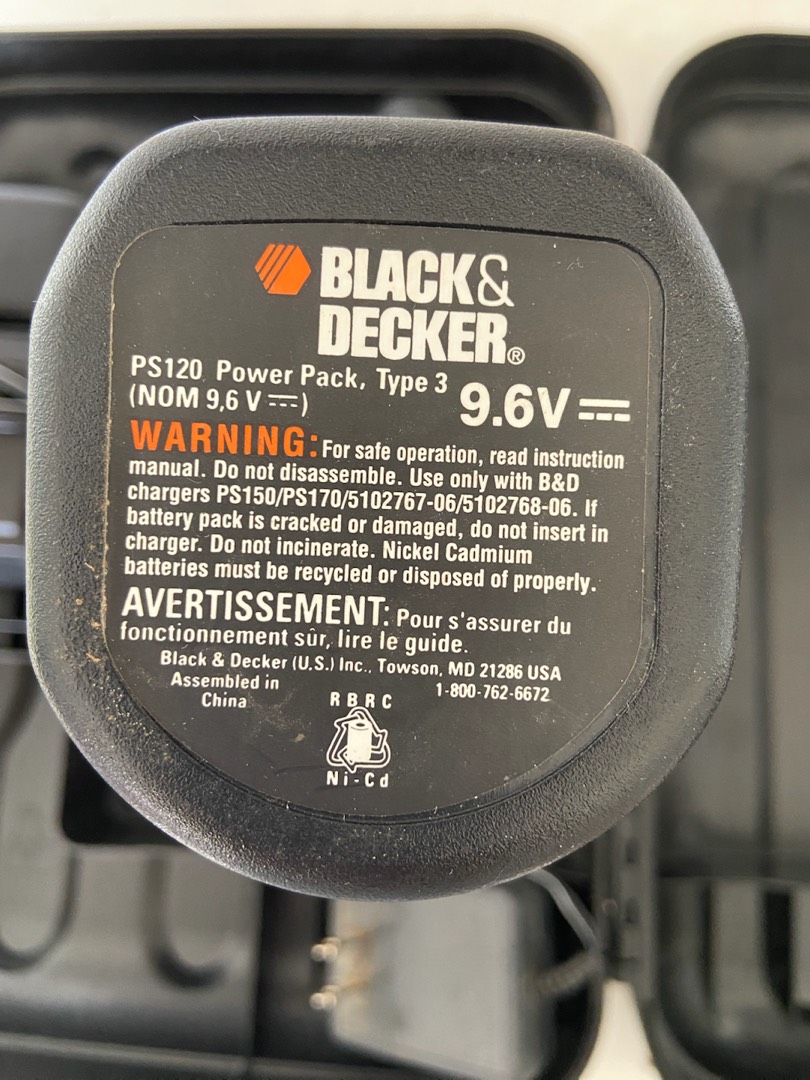 BLACK&
DECKER®
PS120 Power Pack, Type 3
(NOM 9,6 V ⎓)
9.6V ⎓
WARNING: For safe operation, read instruction
manual. Do not disassemble. Use only with B&D
chargers PS150/PS170/5102767-06/5102768-06. If
battery pack is cracked or damaged, do not insert in
charger. Do not incinerate. Nickel Cadmium
batteries must be recycled or disposed of properly.
AVERTISSEMENT: Pour s'assurer du
fonctionnement sûr, lire le guide.
Black & Decker (U.S.) Inc., Towson, MD 21286 USA
Assembled in
China
1-800-762-6672
RBRC
Ni-Cd